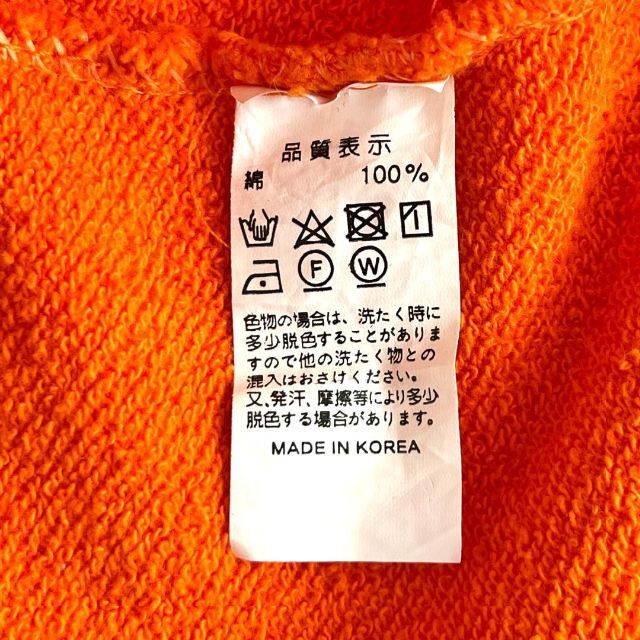 品質表示
綿 100%
F W
色物の場合は、洗たく時に
多少脱色することがありま
すので他の洗たく物との
混入はおさけください。
又、発汗、摩擦等により多少
脱色する場合があります。
MADE IN KOREA